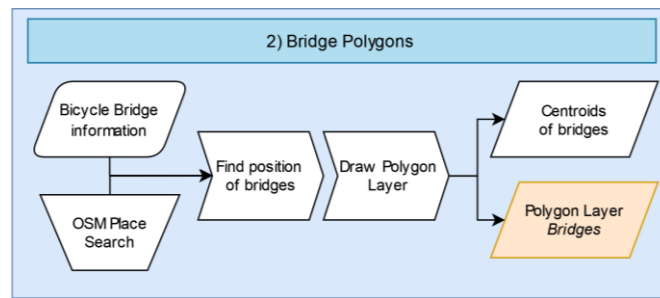 2) Bridge Polygons
Bicycle Bridge
information
OSM Place
Search
Find position
of bridges
Draw Polygon
Layer
Centroids
of bridges
Polygon Layer
Bridges